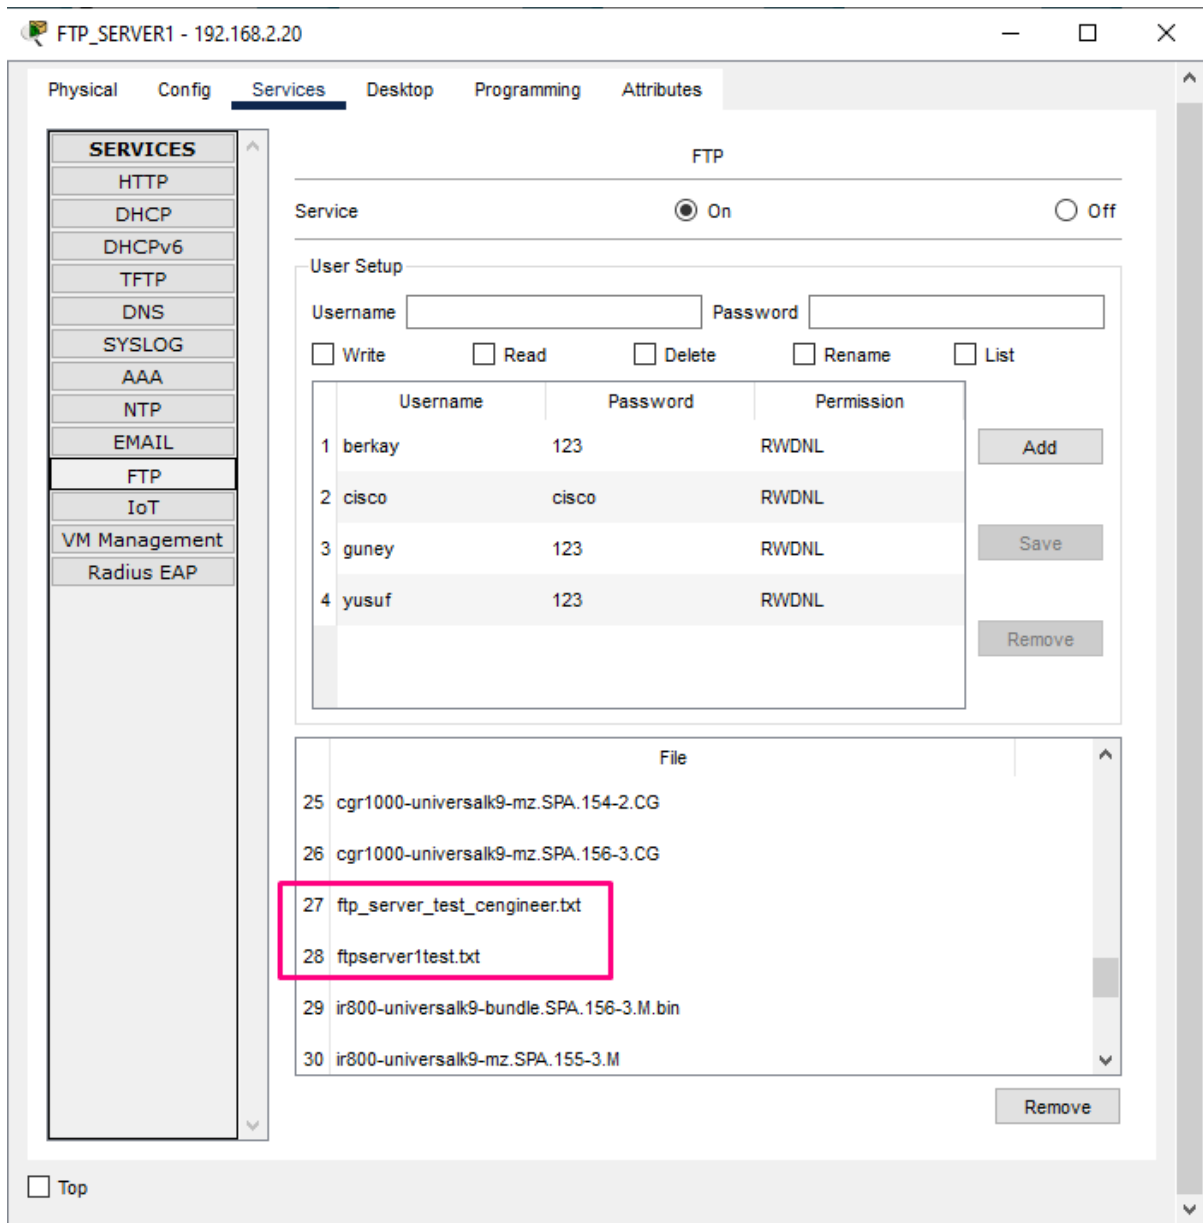 FTP_SERVER1 - 192.168.2.20
Physical Config Services Desktop Programming Attributes
SERVICES
HTTP
DHCP
DHCPv6
TFTP
DNS
SYSLOG
AAA
NTP
EMAIL
FTP
IoT
VM Management
Radius EAP
FTP
Service On Off
User Setup
Username Password
Write Read Delete Rename List
Username Password Permission
1 berkay 123 RWDNL
2 cisco cisco RWDNL
3 guney 123 RWDNL
4 yusuf 123 RWDNL
Add
Save
Remove
File
25 cgr1000-universalk9-mz.SPA.154-2.CG
26 cgr1000-universalk9-mz.SPA.156-3.CG
27 ftp_server_test_cengineer.txt
28 ftpserver1test.txt
29 ir800-universalk9-bundle.SPA.156-3.M.bin
30 ir800-universalk9-mz.SPA.155-3.M
Remove
Top